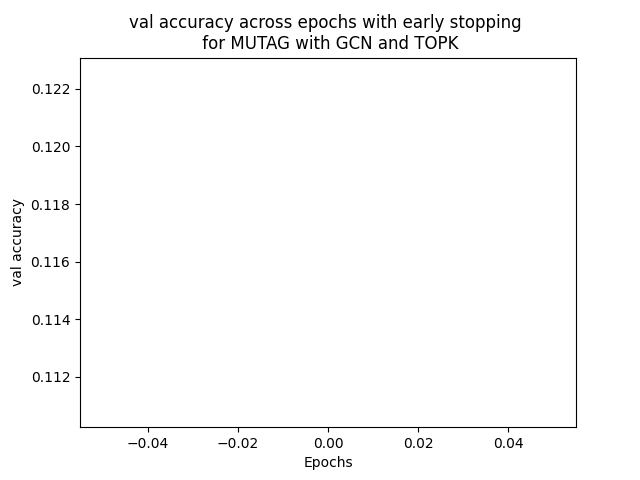 val accuracy across epochs with early stopping
for MUTAG with GCN and TOPK
0.122
0.120
0.118
0.116
0.114
0.112
val accuracy
−0.04
−0.02
0.00
0.02
0.04
Epochs